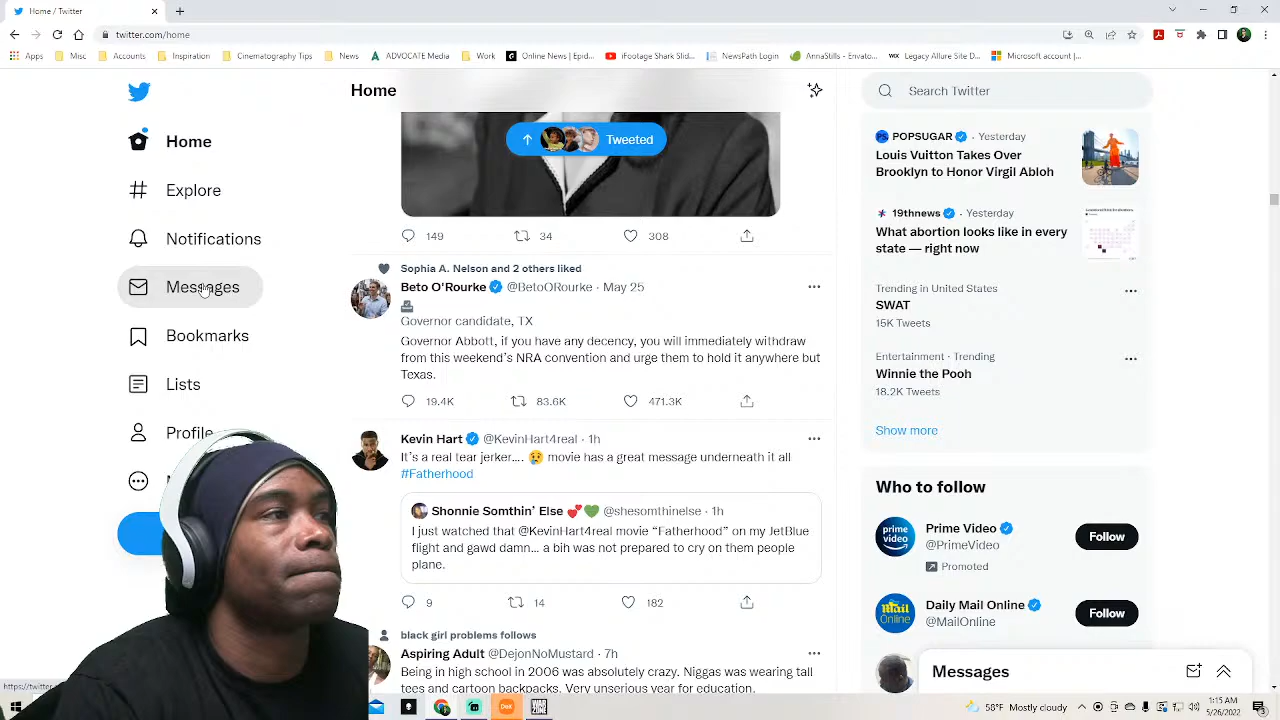 Home / Twitter
twitter.com/home
Apps Misc Accounts Inspiration Cinematography Tips News ADVOCATE Media Work Online News | Epid... iFootage Shark Slid... NewsPath Login AnnaSkills - Envato... WIX Legacy Allure Site D... Microsoft account |...
Home
Explore
Notifications
Messages
Bookmarks
Lists
Profile
Home
Tweeted
149 34 308
Sophia A. Nelson and 2 others liked
Beto O'Rourke @BetoORourke · May 25
Governor candidate, TX
Governor Abbott, if you have any decency, you will immediately withdraw
from this weekend's NRA convention and urge them to hold it anywhere but
Texas.
19.4K 83.6K 471.3K
Kevin Hart @KevinHart4real · 1h
It's a real tear jerker.... 😢 movie has a great message underneath it all
#Fatherhood
Shonnie Somthin' Else 💕💚 @shesomthinelse · 1h
I just watched that @KevinHart4real movie "Fatherhood" on my JetBlue
flight and gawd damn... a bih was not prepared to cry on them people
plane.
9 14 182
black girl problems follows
Aspiring Adult @DejonNoMustard · 7h
Being in high school in 2006 was absolutely crazy. Niggas was wearing tall
tees and cartoon backpacks. Very unserious year for education.
Search Twitter
POPSUGAR · Yesterday
Louis Vuitton Takes Over
Brooklyn to Honor Virgil Abloh
19thnews · Yesterday
What abortion looks like in every
state — right now
Trending in United States
SWAT
15K Tweets
Entertainment · Trending
Winnie the Pooh
18.2K Tweets
Show more
Who to follow
prime video
Prime Video
@PrimeVideo
Follow
Promoted
Mail Online
Daily Mail Online
@MailOnline
Follow
Messages
https://twitter.
58°F Mostly cloudy
1:15 AM
5/26/2022